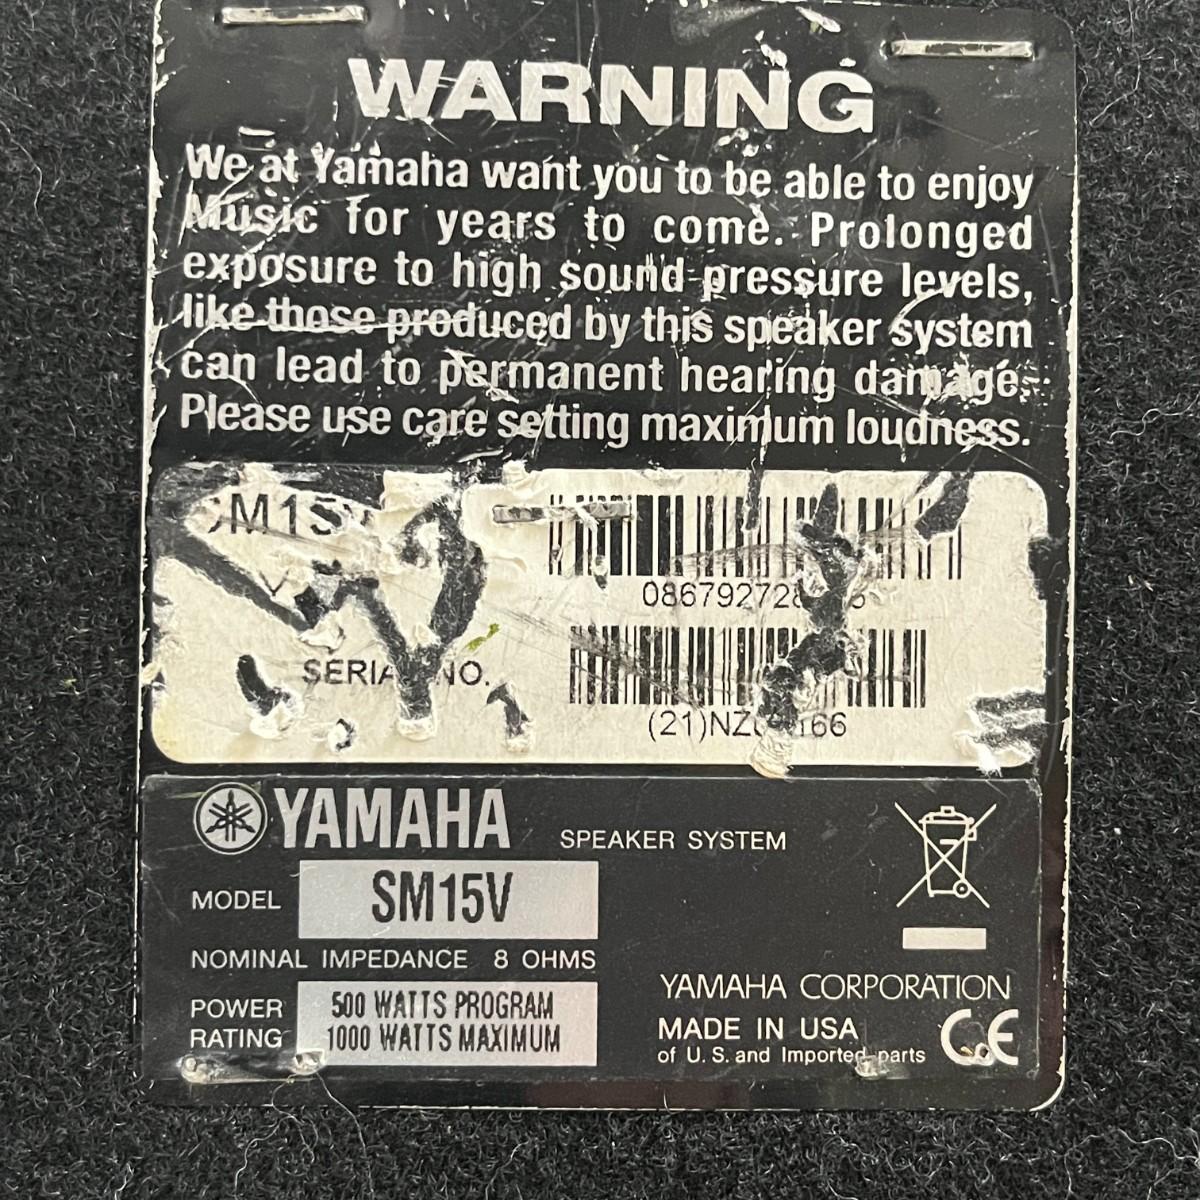 WARNING
We at Yamaha want you to be able to enjoy
Music for years to come. Prolonged
exposure to high sound pressure levels,
like those produced by this speaker system
can lead to permanent hearing damage.
Please use care setting maximum loudness.
SERIAL NO.
YAMAHA SPEAKER SYSTEM
MODEL SM15V
NOMINAL IMPEDANCE 8 OHMS
POWER RATING 500 WATTS PROGRAM
1000 WATTS MAXIMUM
YAMAHA CORPORATION
MADE IN USA
of U.S. and Imported parts
CE